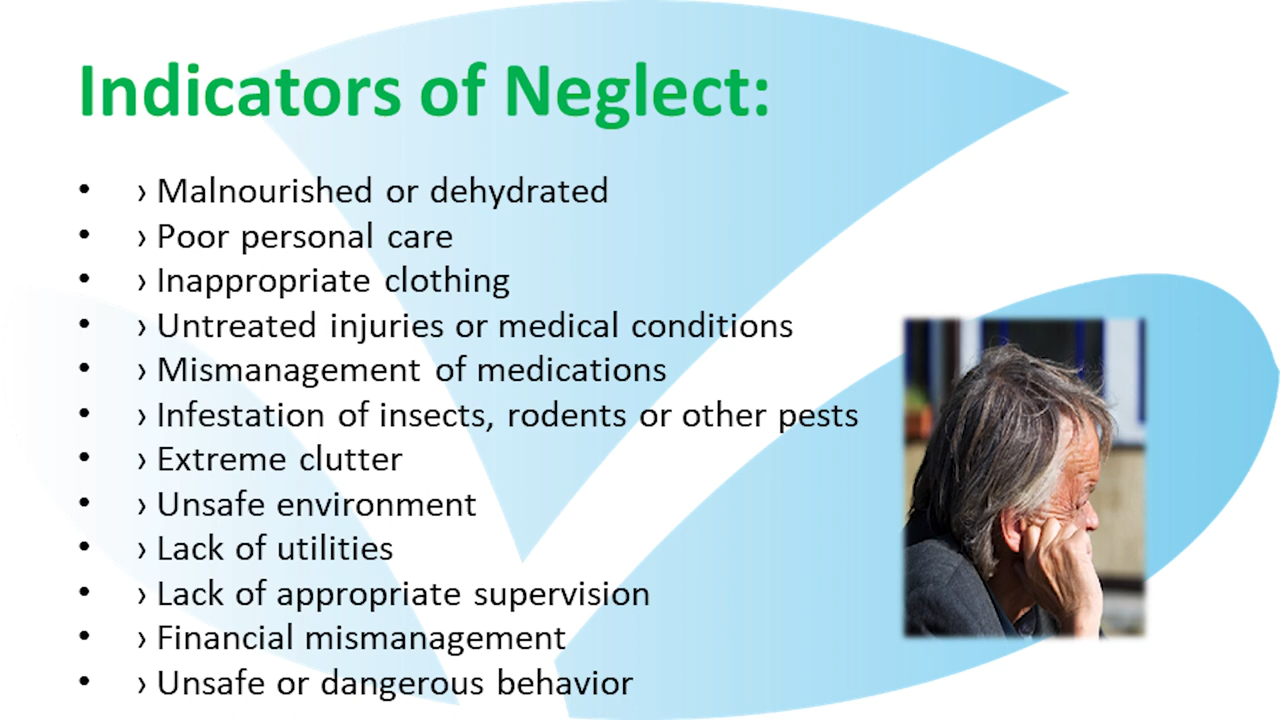 Indicators of Neglect:
• › Malnourished or dehydrated
• › Poor personal care
• › Inappropriate clothing
• › Untreated injuries or medical conditions
• › Mismanagement of medications
• › Infestation of insects, rodents or other pests
• › Extreme clutter
• › Unsafe environment
• › Lack of utilities
• › Lack of appropriate supervision
• › Financial mismanagement
• › Unsafe or dangerous behavior